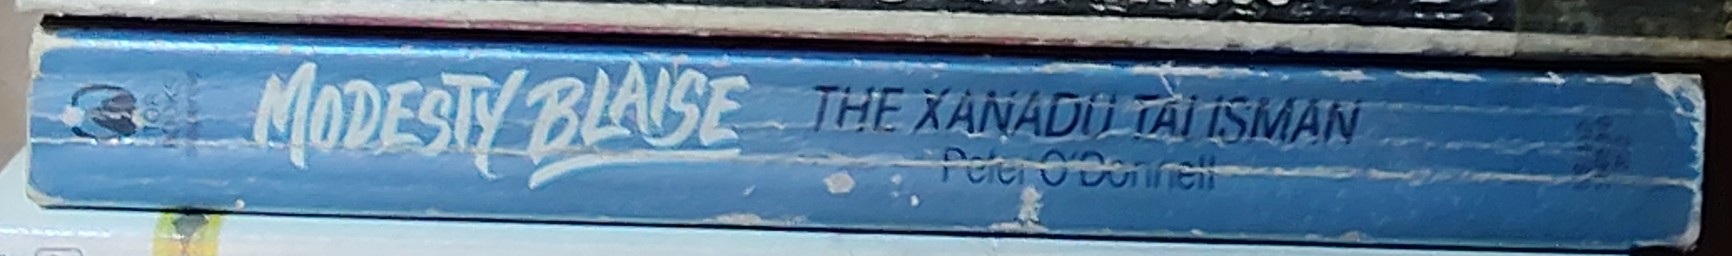 MODESTY BLAISE
THE XANADU TALISMAN
Peter O'Donnell